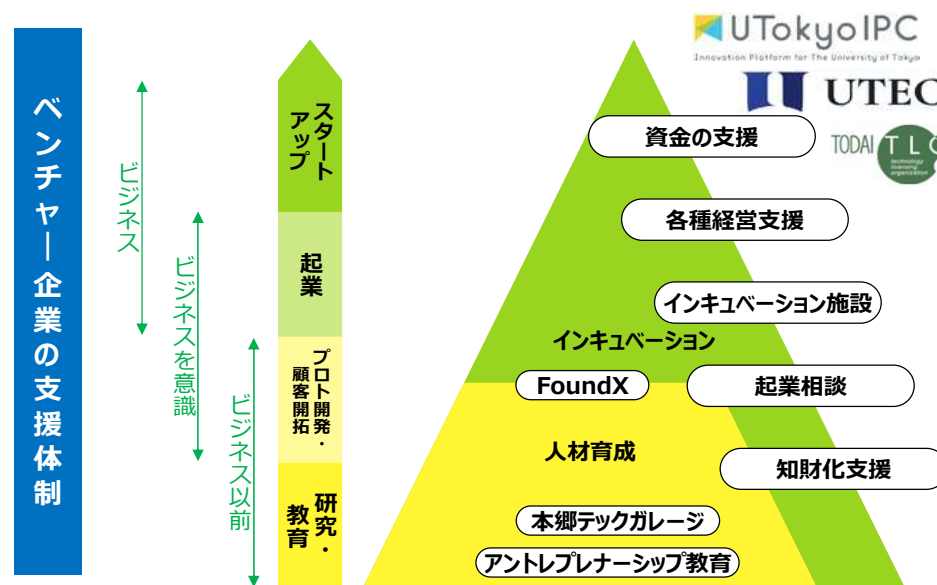 ベンチャー企業の支援体制
ビジネス
ビジネスを意識
ビジネス以前
スタート
アップ
起業
プロト開発・
顧客開拓
研究・
教育
UTokyoIPC
Innovation Platform for The University of Tokyo
UTEC
TODAI TLO
technology
licensing
organization
資金の支援
各種経営支援
インキュベーション施設
インキュベーション
FoundX
起業相談
人材育成
知財化支援
本郷テックガレージ
アントレプレナーシップ教育